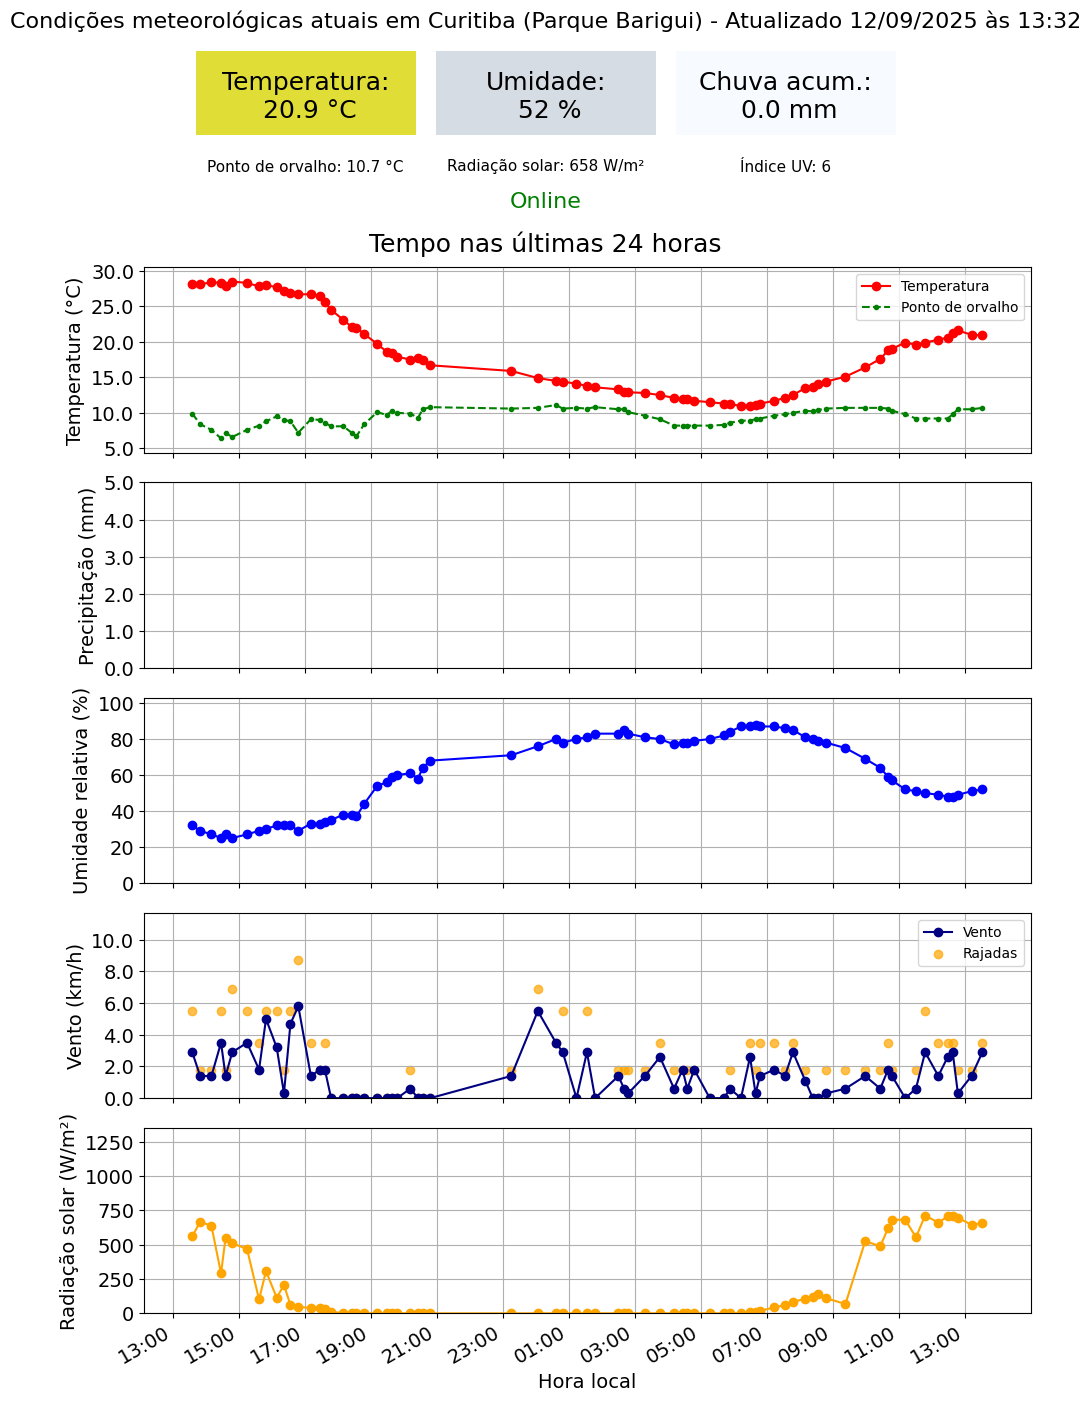 Condições meteorológicas atuais em Curitiba (Parque Barigui) - Atualizado 12/09/2025 às 13:32
Temperatura:
20.9 °C
Umidade:
52 %
Chuva acum.:
0.0 mm
Ponto de orvalho: 10.7 °C
Radiação solar: 658 W/m²
Índice UV: 6
Online
Tempo nas últimas 24 horas
Temperatura (°C)
30.0
25.0
20.0
15.0
10.0
5.0
Temperatura
Ponto de orvalho
Precipitação (mm)
5.0
4.0
3.0
2.0
1.0
0.0
Umidade relativa (%)
100
80
60
40
20
0
Vento (km/h)
10.0
8.0
6.0
4.0
2.0
0.0
Vento
Rajadas
Radiação solar (W/m²)
1250
1000
750
500
250
0
13:00
15:00
17:00
19:00
21:00
23:00
01:00
03:00
05:00
07:00
09:00
11:00
13:00
Hora local